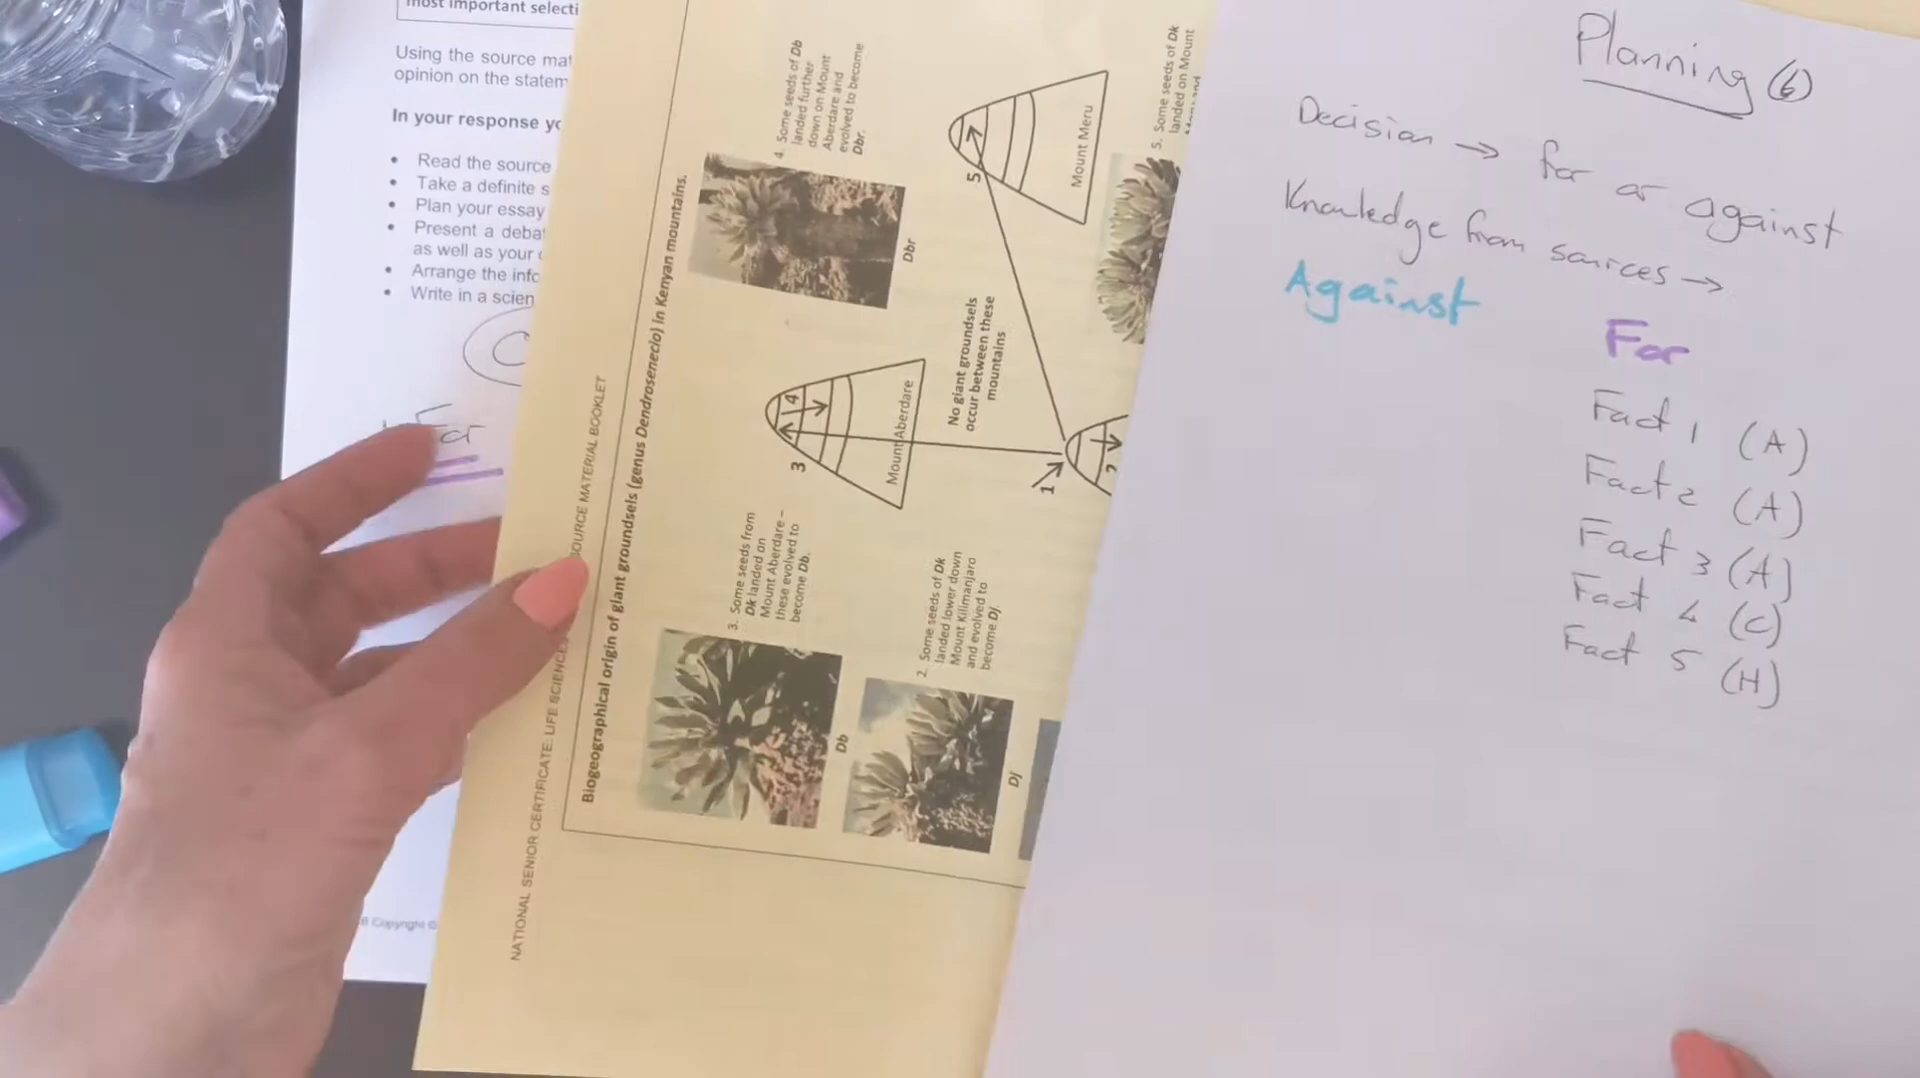 most important selecti
Using the source mat
opinion on the statem
In your response yo
Read the source
Take a definite s
Plan your essay
Present a debat
as well as your
Arrange the info
Write in a scien
For
Copyright ©
NATIONAL SENIOR CERTIFICATE: LIFE SCIENCES
SOURCE MATERIAL BOOKLET
Biogeographical origin of giant groundsels (genus Dendrosenecio) in Kenyan mountains.
3. Some seeds from
Dk landed on
Mount Aberdare –
these evolved to
become Db.
Db
4. Some seeds of Db
landed further
down on Mount
Aberdare and
evolved to become
Dbr.
Dbr
3
4
Mount Aberdare
No giant groundsels
occur between these
mountains
5
Mount Meru
1
2
2. Some seeds of Dk
landed lower down
Mount Kilimanjaro
and evolved to
become Dj.
Dj
5. Some seeds of Dk
landed on Mount
Planning (6)
Decision → for or against
Knowledge from sources →
Against
For
Fact 1 (A)
Fact 2 (A)
Fact 3 (A)
Fact 4 (C)
Fact 5 (H)